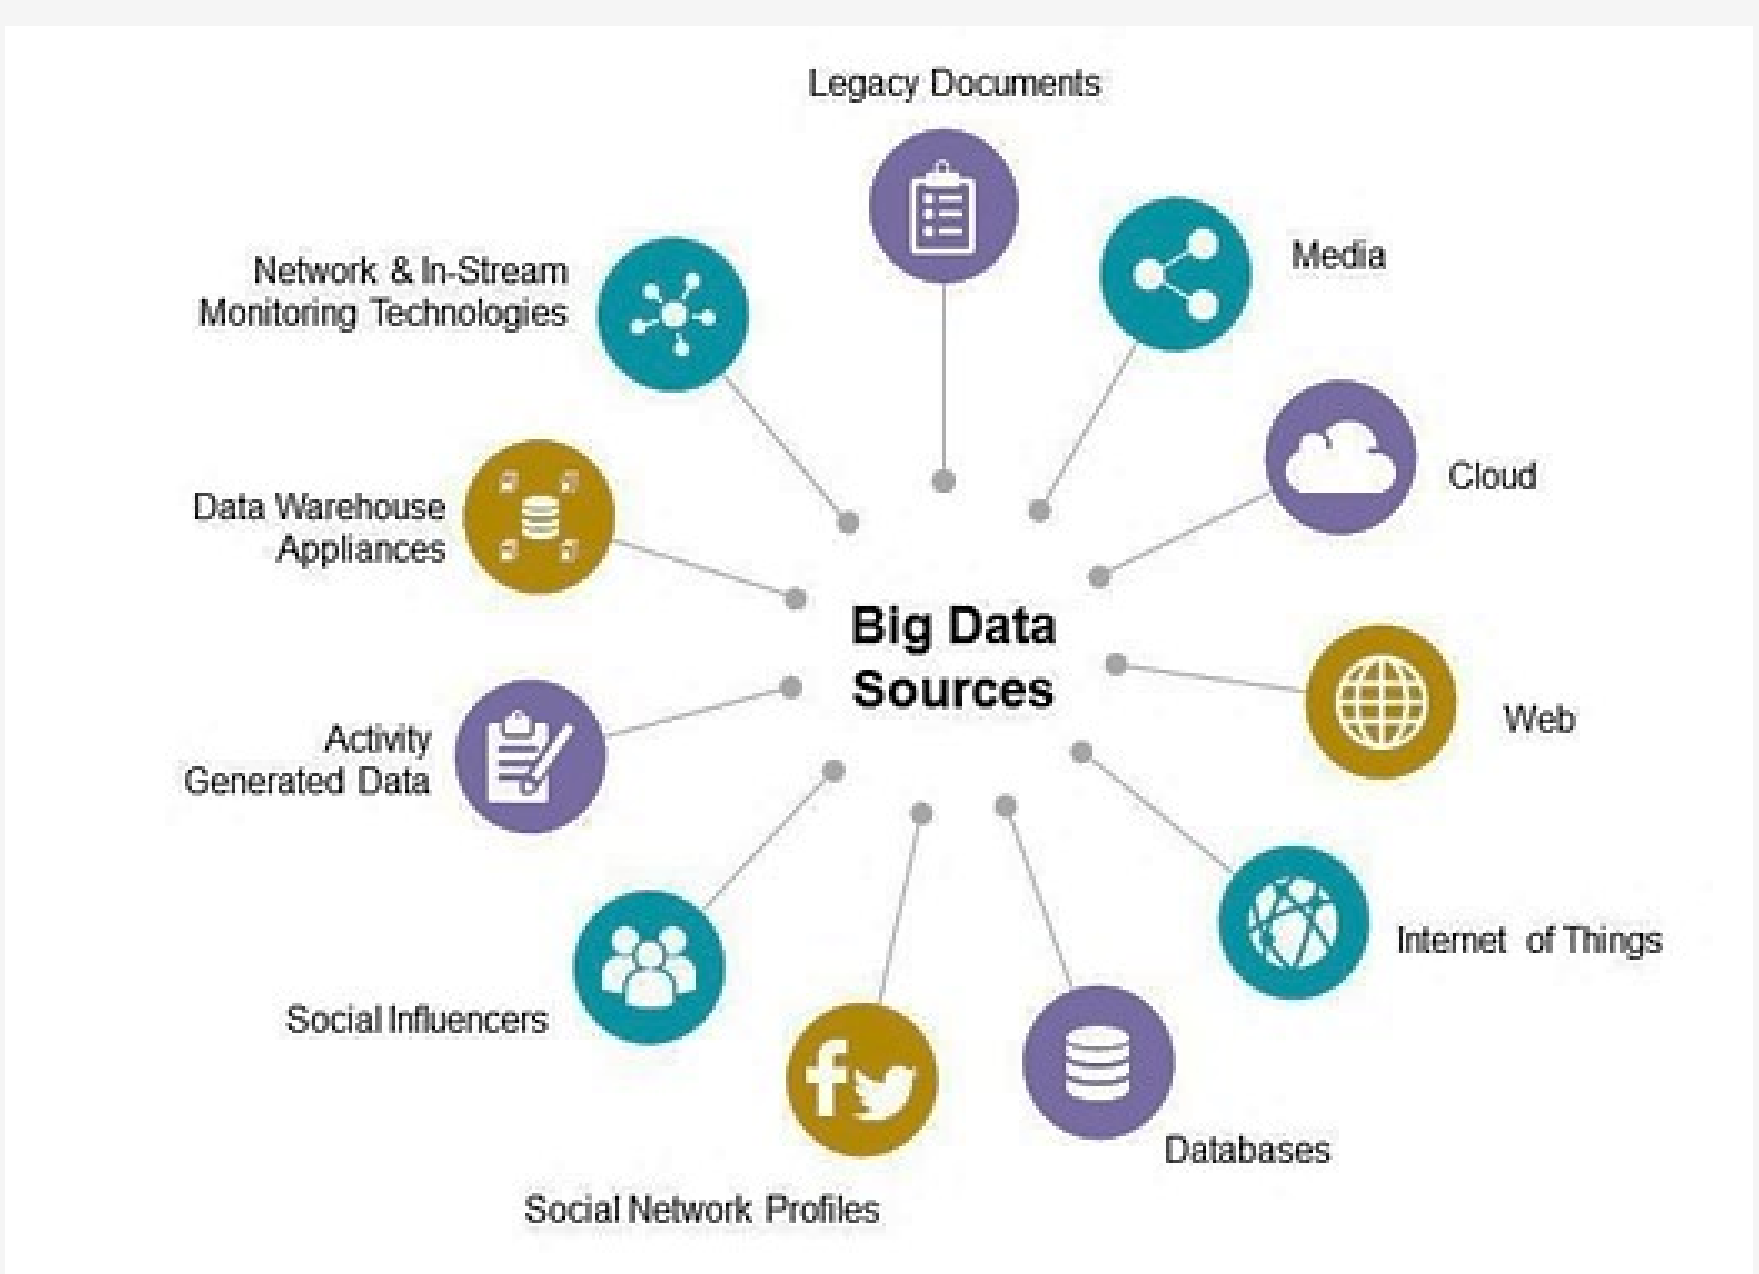 Legacy Documents
Media
Network & In-Stream
Monitoring Technologies
Cloud
Data Warehouse
Appliances
Big Data
Sources
Web
Activity
Generated Data
Internet of Things
Social Influencers
Databases
Social Network Profiles